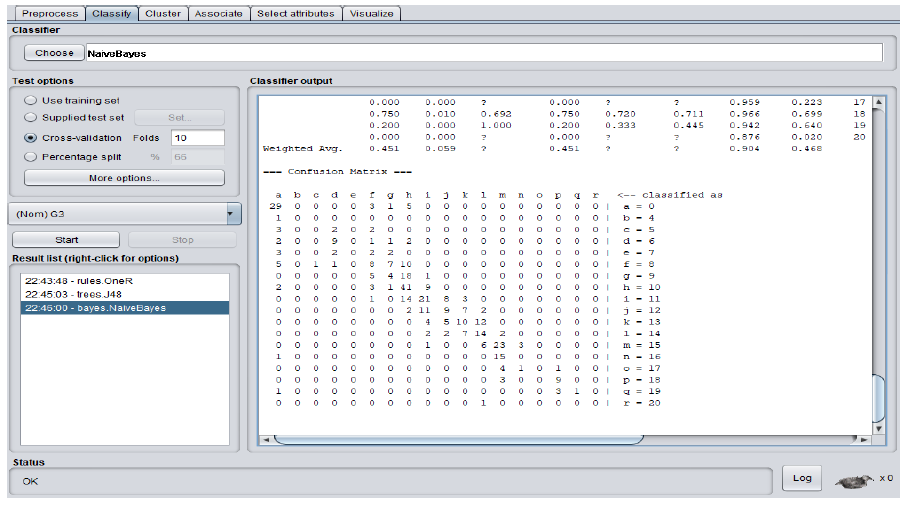 Preprocess Classify Cluster Associate Select attributes Visualize
Classifier
Choose NaiveBayes
Test options
Use training set
Supplied test set Set...
Cross-validation Folds 10
Percentage split % 66
More options...
(Nom) G3
Start Stop
Result list (right-click for options)
22:43:48 - rules.OneR
22:45:03 - trees.J48
22:46:00 - bayes.NaiveBayes
Classifier output
0.000 0.000 ? 0.000 ? ? 0.959 0.223 17
0.750 0.010 0.692 0.750 0.720 0.711 0.966 0.699 18
0.200 0.000 1.000 0.200 0.333 0.445 0.942 0.640 19
0.000 0.000 ? 0.000 ? ? 0.876 0.020 20
Weighted Avg. 0.451 0.059 ? 0.451 ? ? 0.904 0.468
=== Confusion Matrix ===
a b c d e f g h i j k l m n o p q r <-- classified as
29 0 0 0 0 3 1 5 0 0 0 0 0 0 0 0 0 0 | a = 0
1 0 0 0 0 0 0 0 0 0 0 0 0 0 0 0 0 0 | b = 4
3 0 0 2 0 2 0 0 0 0 0 0 0 0 0 0 0 0 | c = 5
2 0 0 9 0 1 1 2 0 0 0 0 0 0 0 0 0 0 | d = 6
3 0 0 2 0 2 2 0 0 0 0 0 0 0 0 0 0 0 | e = 7
5 0 1 1 0 8 7 10 0 0 0 0 0 0 0 0 0 0 | f = 8
0 0 0 0 0 5 4 18 1 0 0 0 0 0 0 0 0 0 | g = 9
2 0 0 0 0 3 1 41 9 0 0 0 0 0 0 0 0 0 | h = 10
0 0 0 0 0 1 0 14 21 8 3 0 0 0 0 0 0 0 | i = 11
0 0 0 0 0 0 0 2 11 9 7 2 0 0 0 0 0 0 | j = 12
0 0 0 0 0 0 0 0 4 5 10 12 0 0 0 0 0 0 | k = 13
0 0 0 0 0 0 0 0 2 2 7 14 2 0 0 0 0 0 | l = 14
0 0 0 0 0 0 0 0 1 0 0 6 23 3 0 0 0 0 | m = 15
1 0 0 0 0 0 0 0 0 0 0 0 15 0 0 0 0 0 | n = 16
0 0 0 0 0 0 0 0 0 0 0 0 4 1 0 1 0 0 | o = 17
0 0 0 0 0 0 0 0 0 0 0 0 3 0 0 9 0 0 | p = 18
1 0 0 0 0 0 0 0 0 0 0 0 0 0 0 3 1 0 | q = 19
0 0 0 0 0 0 0 0 0 0 0 1 0 0 0 0 0 0 | r = 20
Status
OK
Log x 0